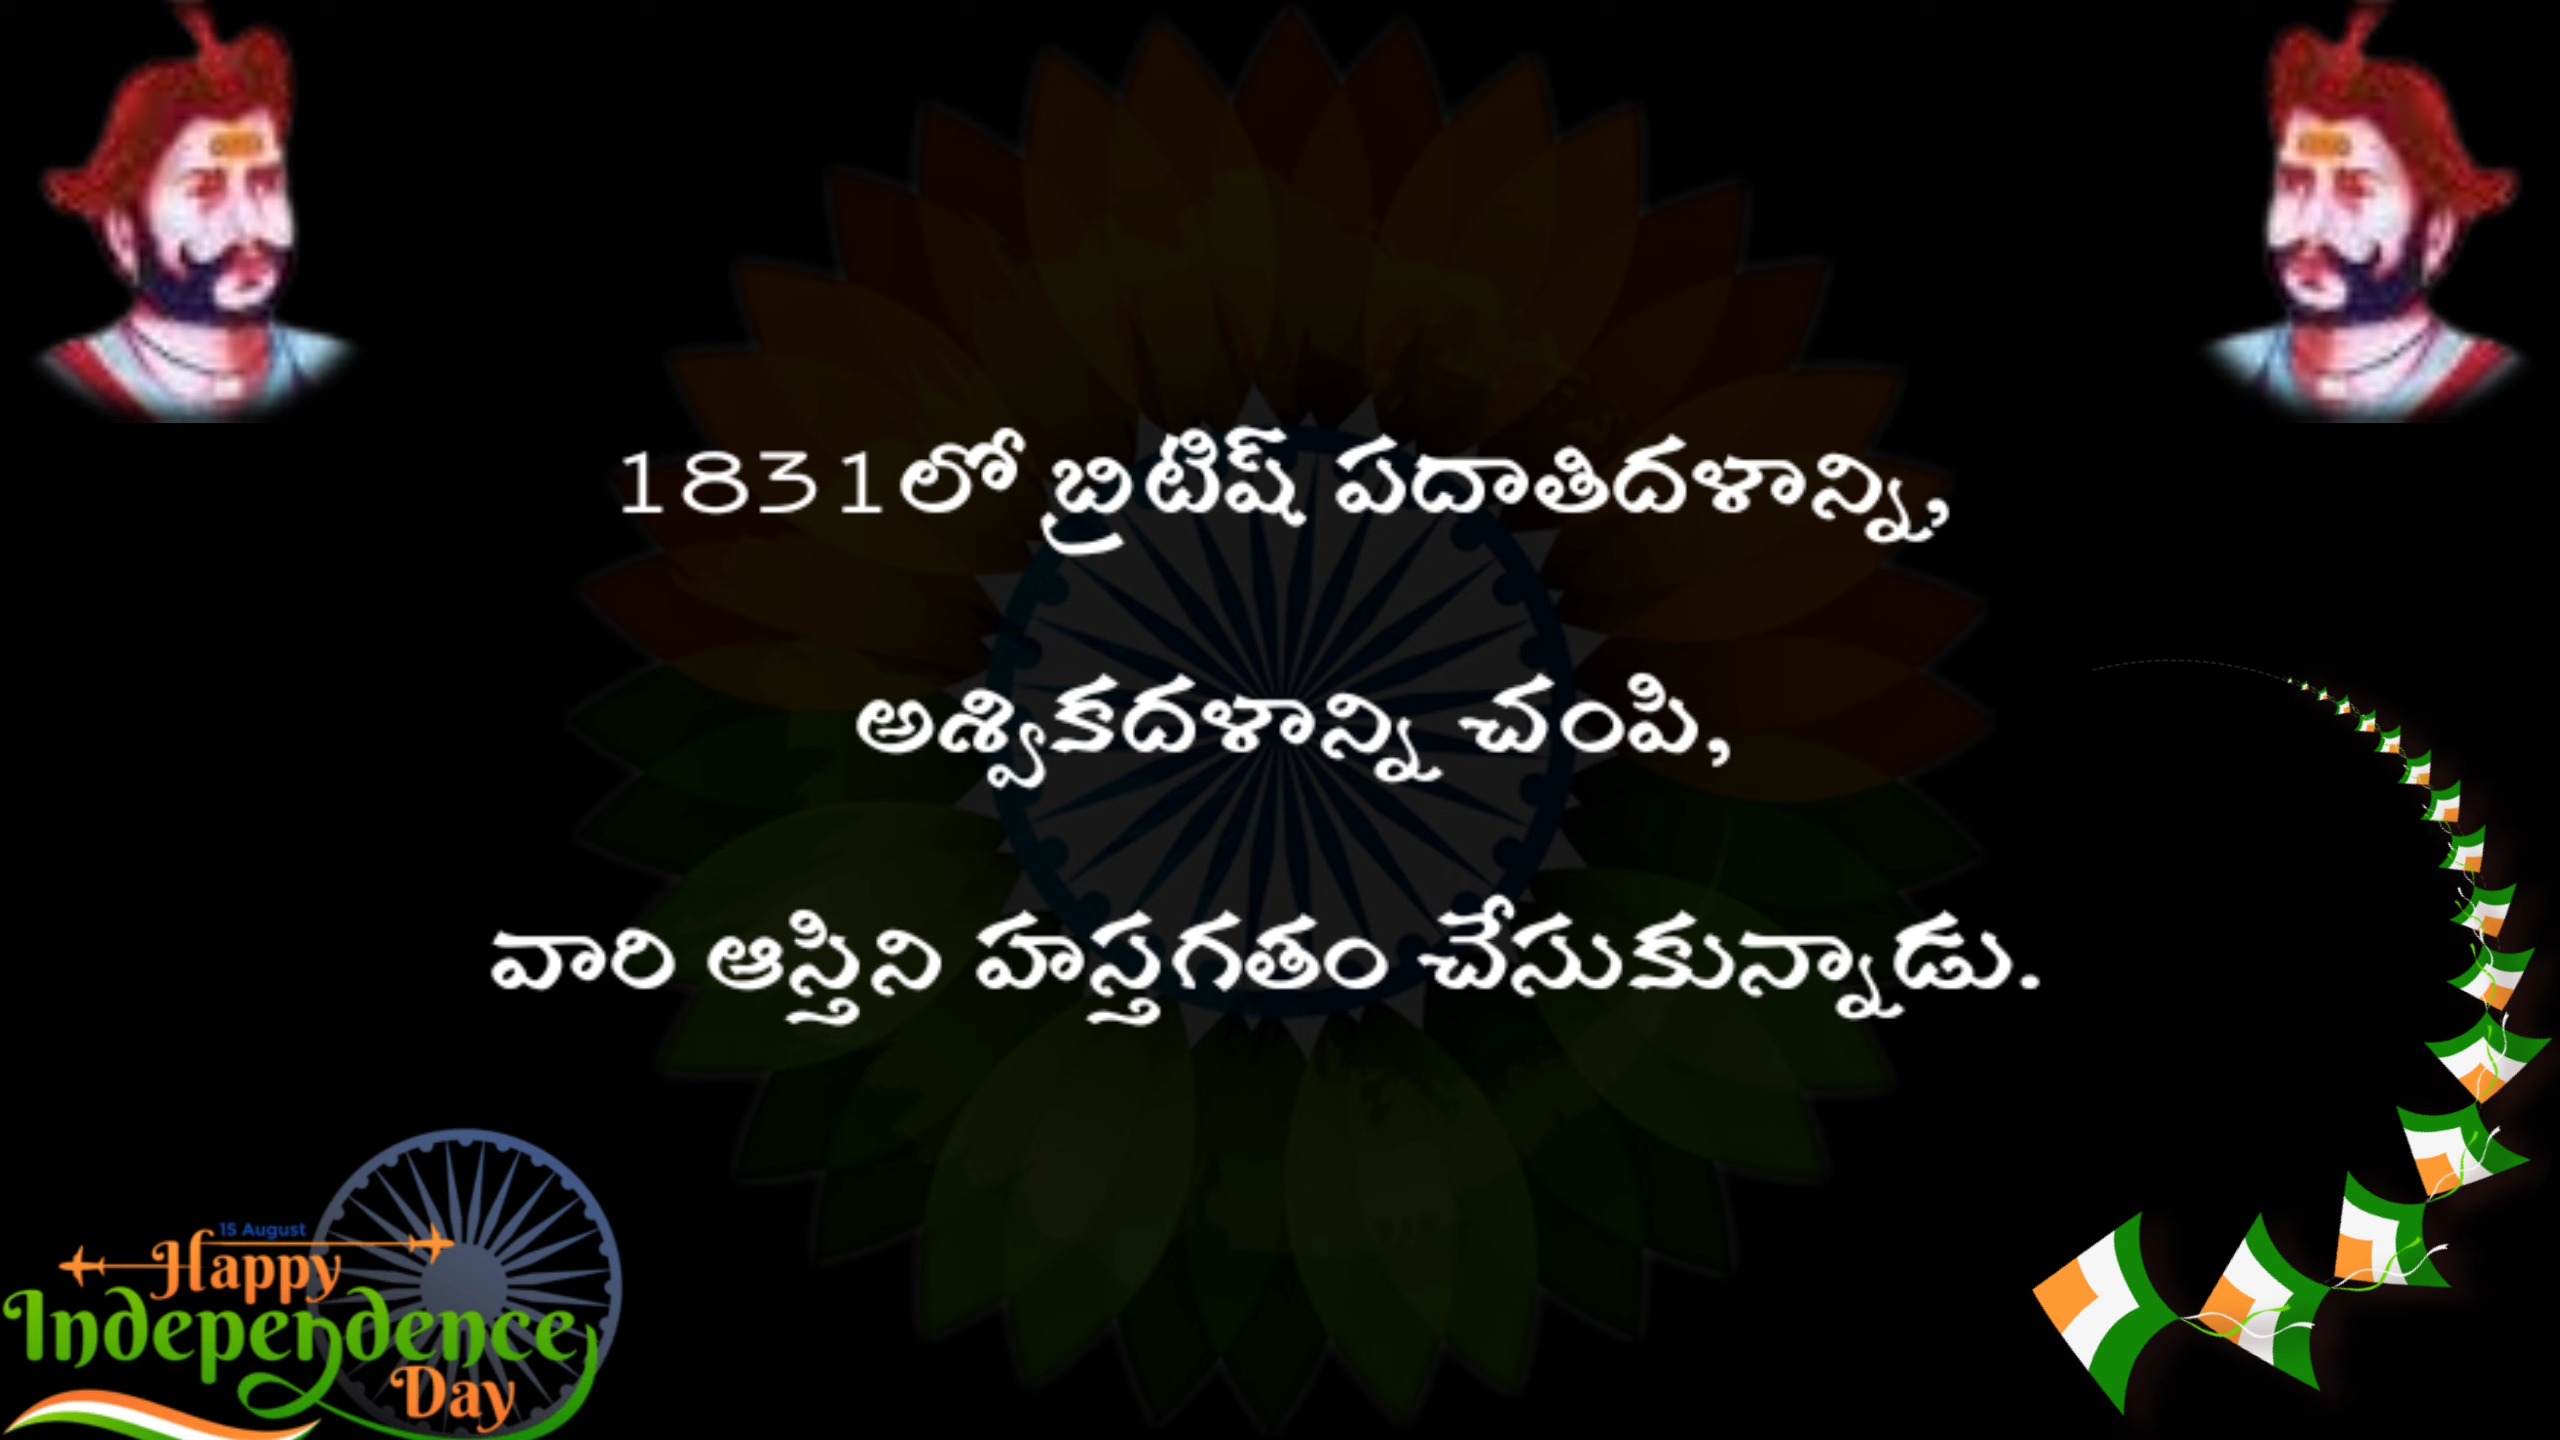 1831లో బ్రిటిష్ పదాతిదళాన్ని,
అశ్వికదళాన్ని చంపి,
వారి ఆస్తిని హస్తగతం చేసుకున్నాడు.
15 August
Happy
Independence
Day